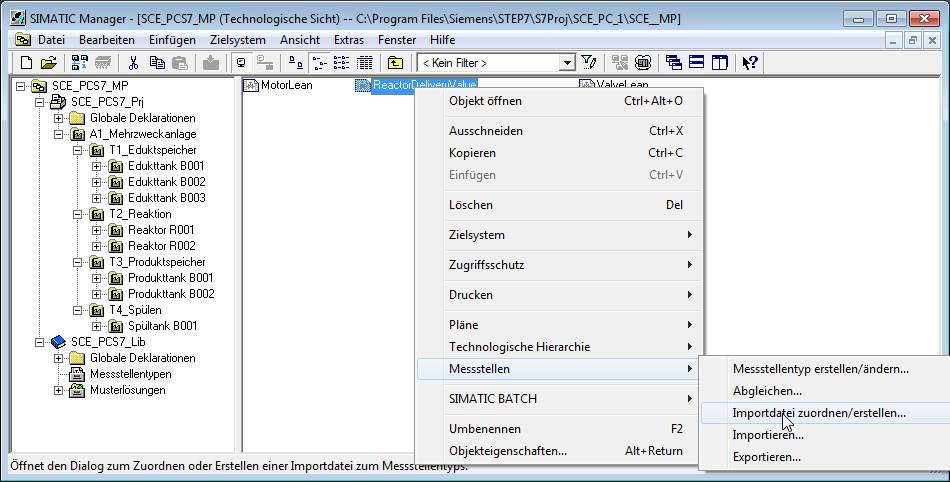 SIMATIC Manager - [SCE_PCS7_MP (Technologische Sicht) -- C:\Program Files\Siemens\STEP7\S7Proj\SCE_PC_1\SCE__MP]
Datei Bearbeiten Einfügen Zielsystem Ansicht Extras Fenster Hilfe
< Kein Filter >
SCE_PCS7_MP
SCE_PCS7_Prj
Globale Deklarationen
A1_Mehrzweckanlage
T1_Eduktspeicher
Edukttank B001
Edukttank B002
Edukttank B003
T2_Reaktion
Reaktor R001
Reaktor R002
T3_Produktspeicher
Produkttank B001
Produkttank B002
T4_Spülen
Spültank B001
SCE_PCS7_Lib
Globale Deklarationen
Messstellentypen
Musterlösungen
MotorLean ReactorDeliveryValue ValveLean
Objekt öffnen Ctrl+Alt+O
Ausschneiden Ctrl+X
Kopieren Ctrl+C
Einfügen Ctrl+V
Löschen Del
Zielsystem
Zugriffsschutz
Drucken
Pläne
Technologische Hierarchie
Messstellen
SIMATIC BATCH
Umbenennen F2
Objekteigenschaften... Alt+Return
Messstellentyp erstellen/ändern...
Abgleichen...
Importdatei zuordnen/erstellen...
Importieren...
Exportieren...
Öffnet den Dialog zum Zuordnen oder Erstellen einer Importdatei zum Messstellentyps.